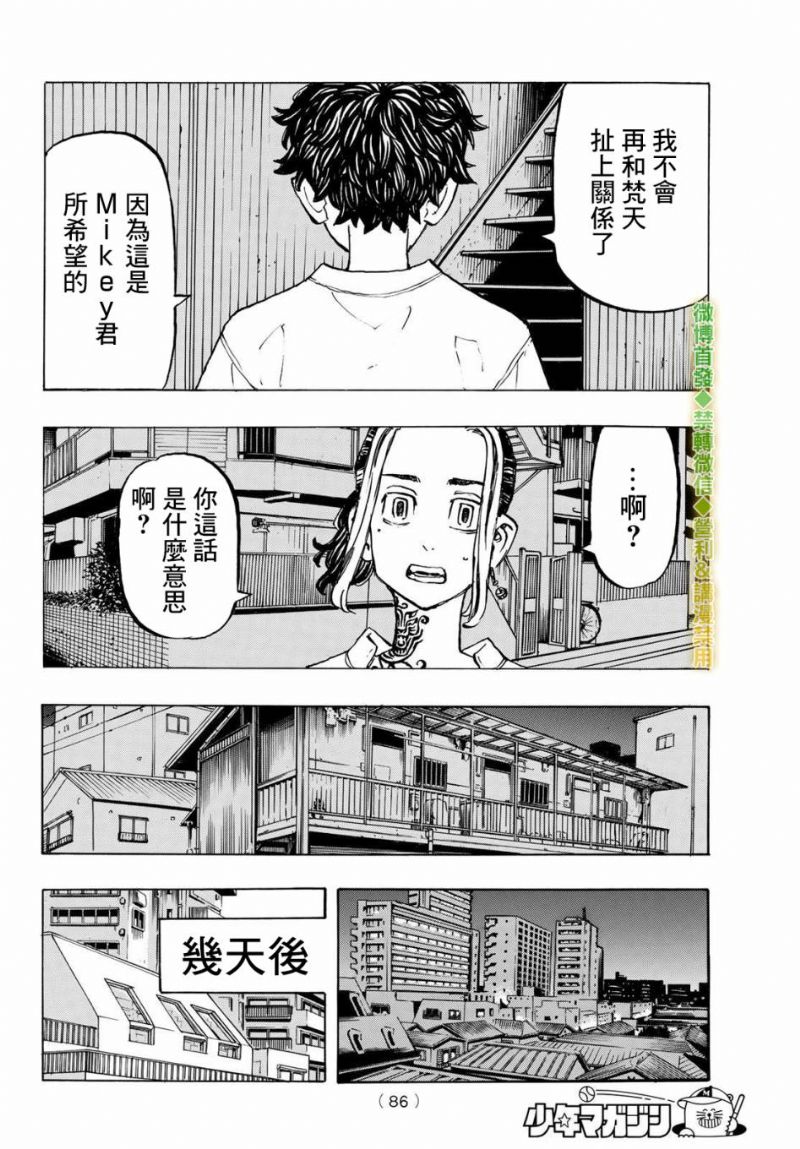 我不會
再和梵天
扯上關係了
因為這是
Mikey君
所希望的
…啊?
你這話
是什麼意思
啊?
幾天後
微博首發◆禁轉微信◆營利&講漫禁用
(86)
少年マガジン